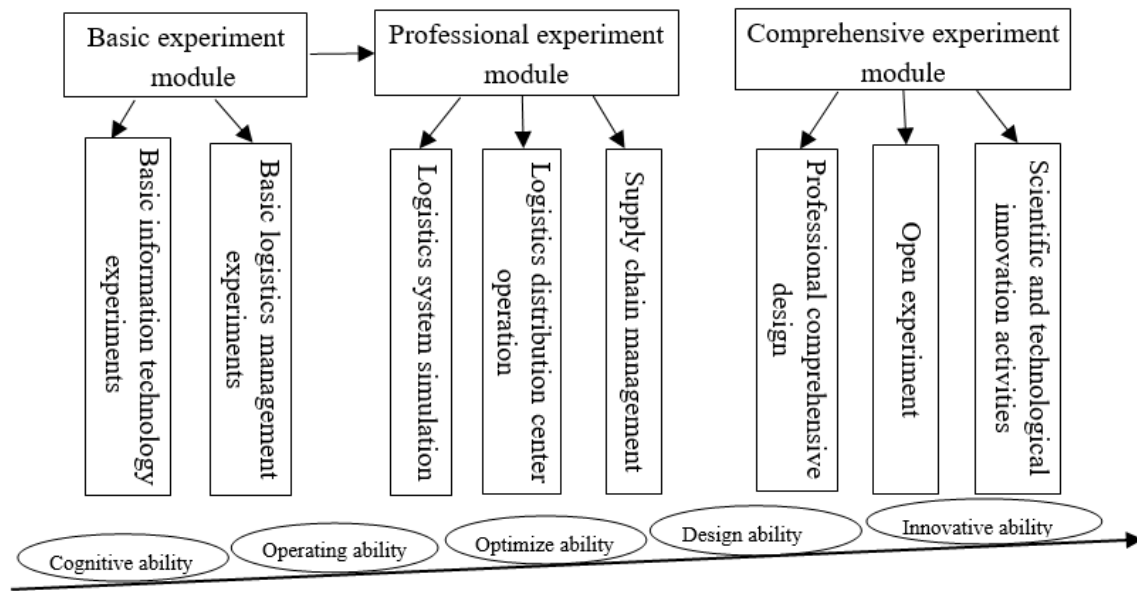 Basic experiment
module
Professional experiment
module
Comprehensive experiment
module
Basic information technology
experiments
Basic logistics management
experiments
Logistics system simulation
Logistics distribution center
operation
Supply chain management
Professional comprehensive
design
Open experiment
Scientific and technological
innovation activities
Cognitive ability
Operating ability
Optimize ability
Design ability
Innovative ability